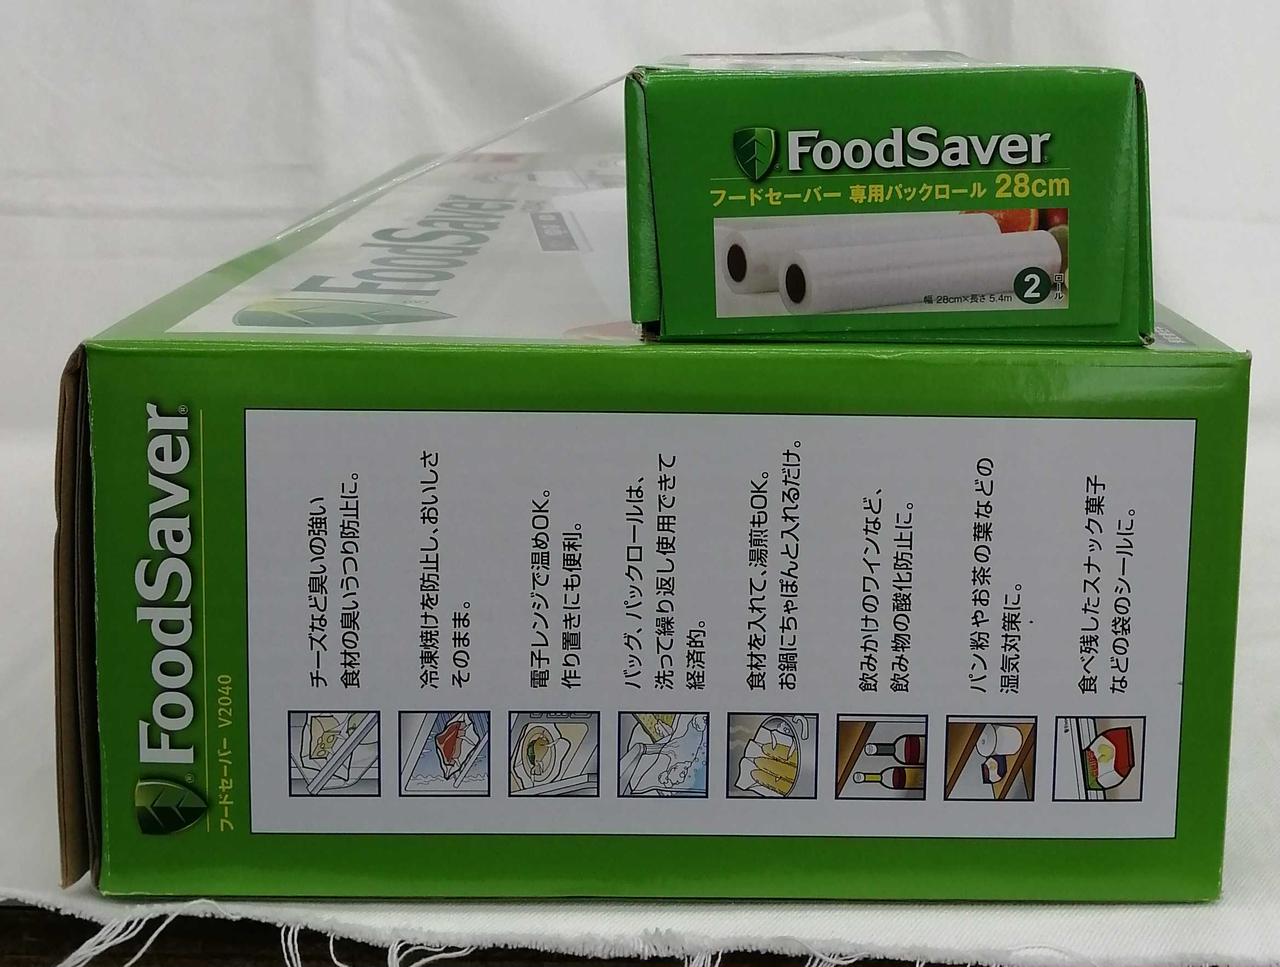 FoodSaver
フードセーバー 専用パックロール 28cm
幅 28cm×長さ 5.4m
2
ロール
FoodSaver
FoodSaver®
フードセーバー V2040
チーズなど臭いの強い
食材の臭いうつり防止に。
冷凍焼けを防止し、おいしさ
そのまま。
電子レンジで温めOK。
作り置きにも便利。
バッグ、パックロールは、
洗って繰り返し使用できて
経済的。
食材を入れて、湯煎もOK。
お鍋にちゃぽんと入れるだけ。
飲みかけのワインなど、
飲み物の酸化防止に。
パン粉やお茶の葉などの
湿気対策に。
食べ残したスナック菓子
などの袋のシールに。